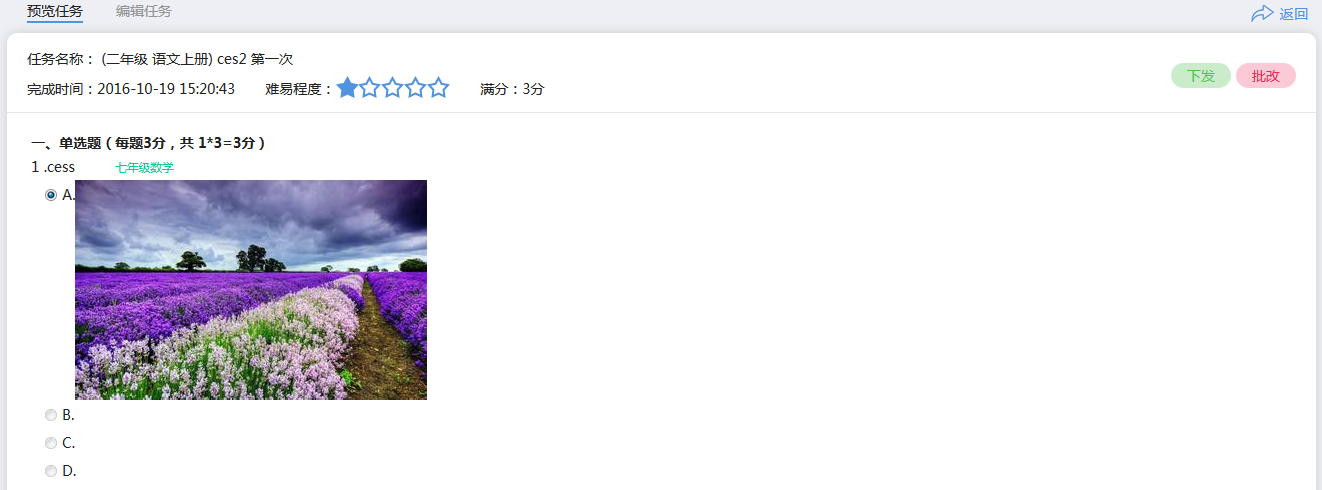 预览任务 编辑任务 返回
任务名称： (二年级 语文上册) ces2 第一次
完成时间：2016-10-19 15:20:43 难易程度： 满分：3分
下发 批改
一、单选题（每题3分，共 1*3=3分）
1 .cess 七年级数学
A.
B.
C.
D.